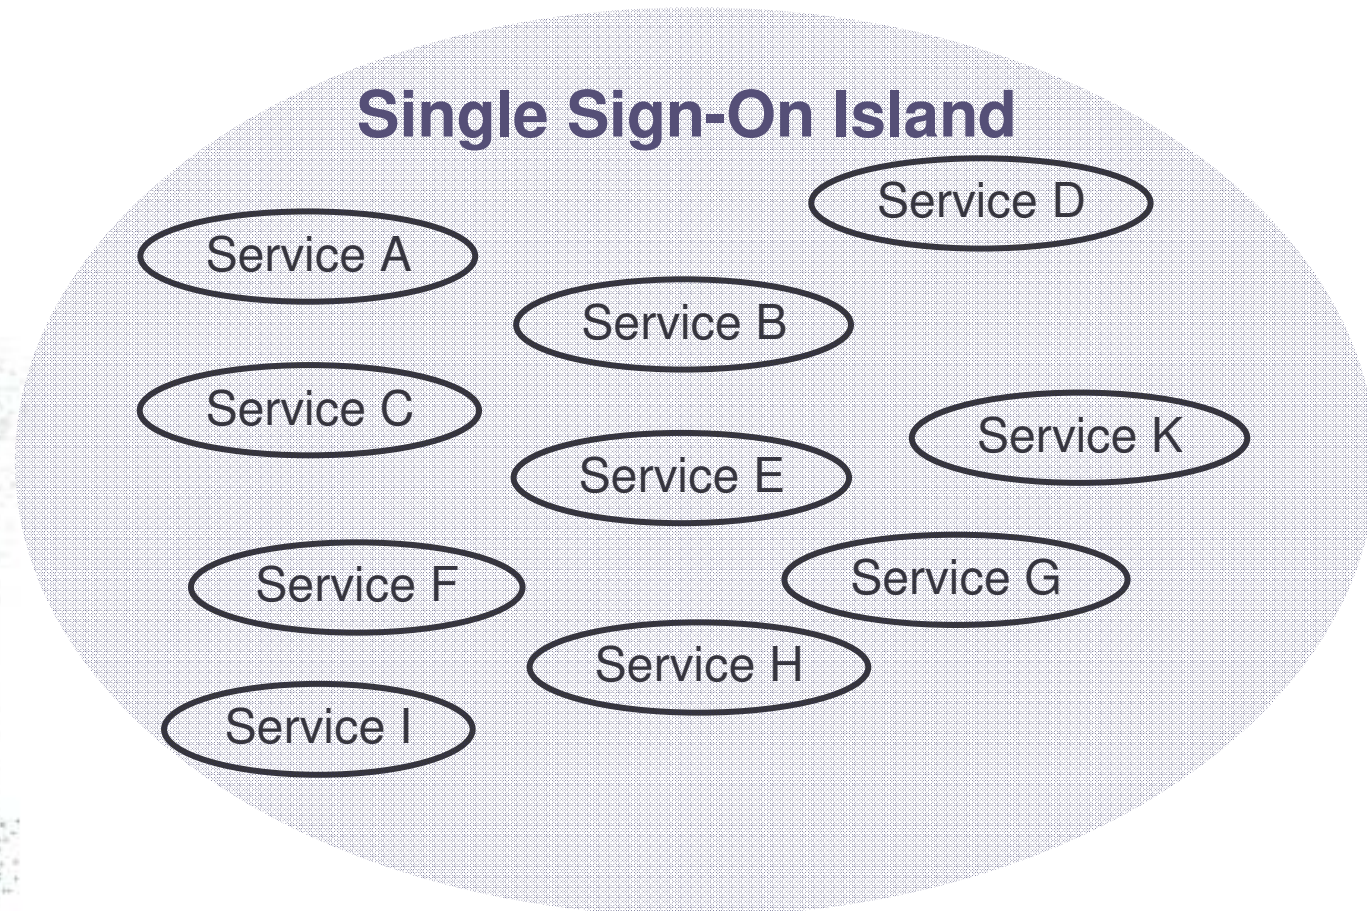 Single Sign-On Island
Service D
Service A
Service B
Service C
Service K
Service E
Service F
Service G
Service H
Service I